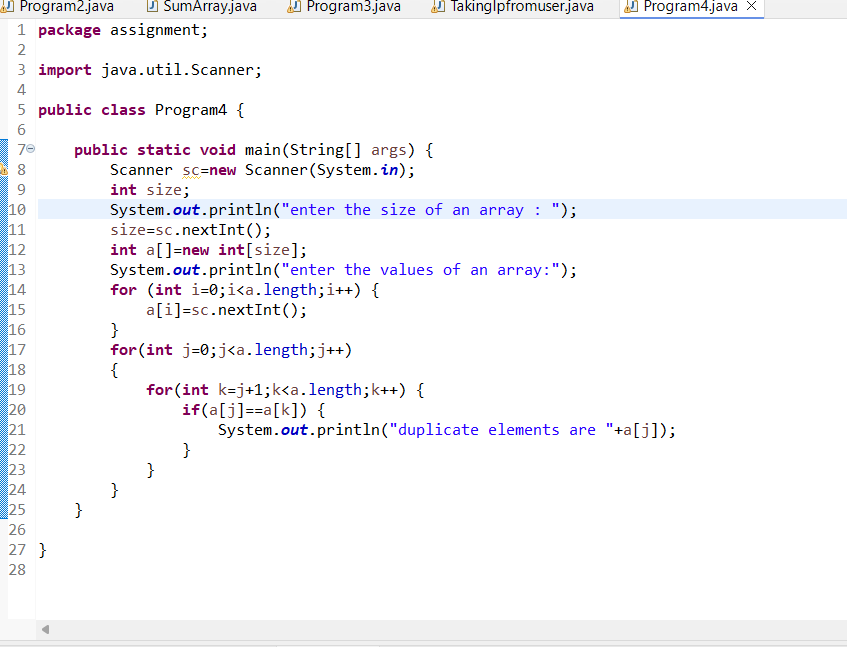 Program2.java SumArray.java Program3.java TakingIpfromuser.java Program4.java
1 package assignment;
2
3 import java.util.Scanner;
4
5 public class Program4 {
6
7 public static void main(String[] args) {
8 Scanner sc=new Scanner(System.in);
9 int size;
10 System.out.println("enter the size of an array : ");
11 size=sc.nextInt();
12 int a[]=new int[size];
13 System.out.println("enter the values of an array:");
14 for (int i=0;i<a.length;i++) {
15 a[i]=sc.nextInt();
16 }
17 for(int j=0;j<a.length;j++)
18 {
19 for(int k=j+1;k<a.length;k++) {
20 if(a[j]==a[k]) {
21 System.out.println("duplicate elements are "+a[j]);
22 }
23 }
24 }
25 }
26
27 }
28